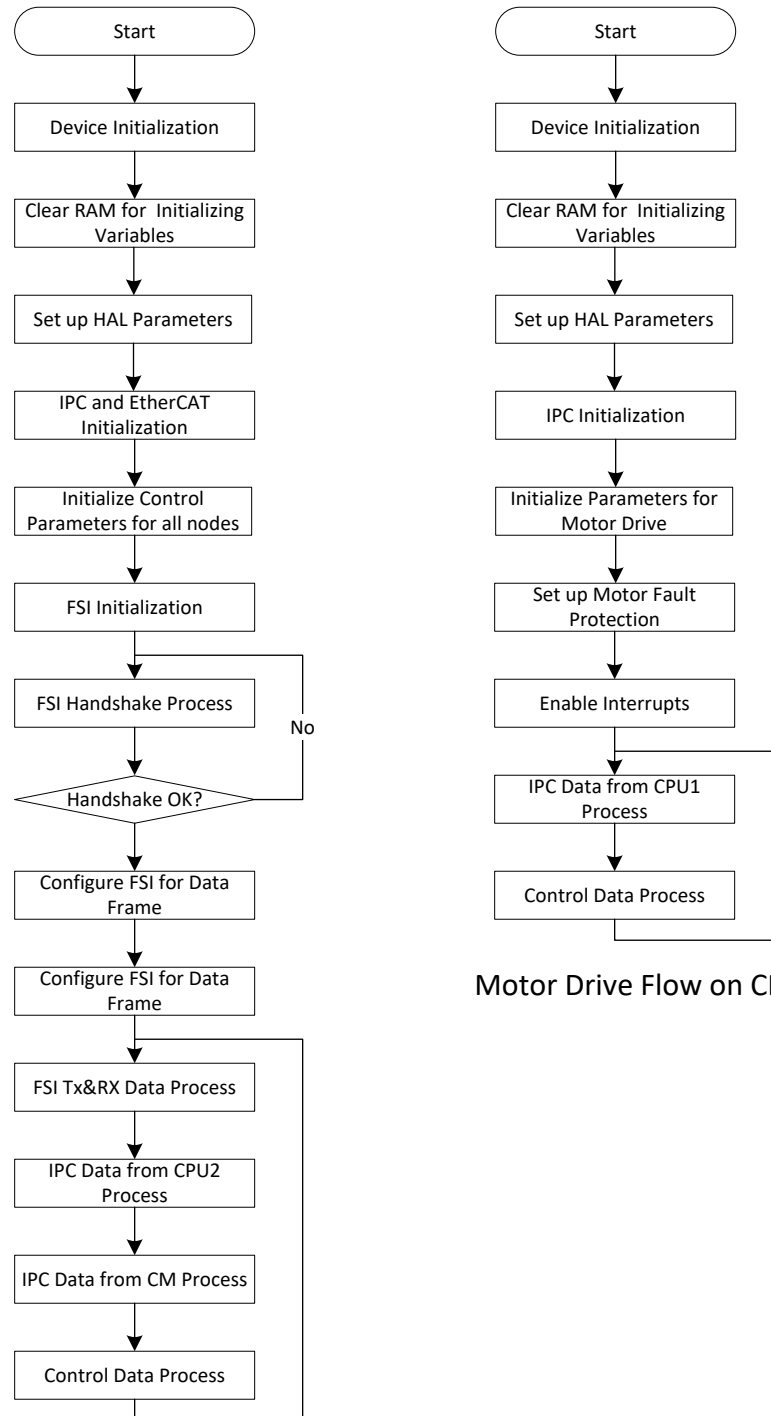 Start
Device Initialization
Clear RAM for Initializing
Variables
Set up HAL Parameters
IPC and EtherCAT
Initialization
Initialize Control
Parameters for all nodes
FSI Initialization
FSI Handshake Process
No
Handshake OK?
Configure FSI for Data
Frame
Configure FSI for Data
Frame
FSI Tx&RX Data Process
IPC Data from CPU2
Process
IPC Data from CM Process
Control Data Process
Start
Device Initialization
Clear RAM for Initializing
Variables
Set up HAL Parameters
IPC Initialization
Initialize Parameters for
Motor Drive
Set up Motor Fault
Protection
Enable Interrupts
IPC Data from CPU1
Process
Control Data Process
Motor Drive Flow on